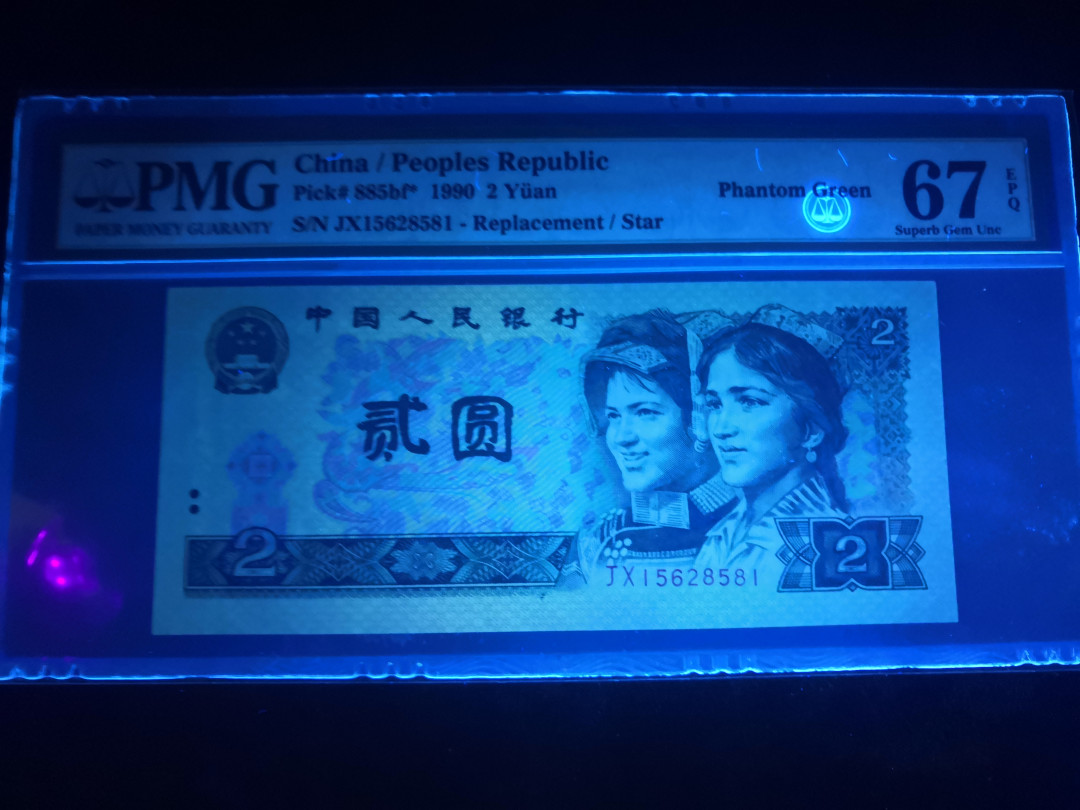 PMG
PAPER MONEY GUARANTY
China / Peoples Republic
Pick# 885bf* 1990 2 Yüan
S/N JX15628581 - Replacement / Star
Phantom Green
67
EPQ
Superb Gem Unc
中国人民银行
2
贰圆
2
JX15628581
2